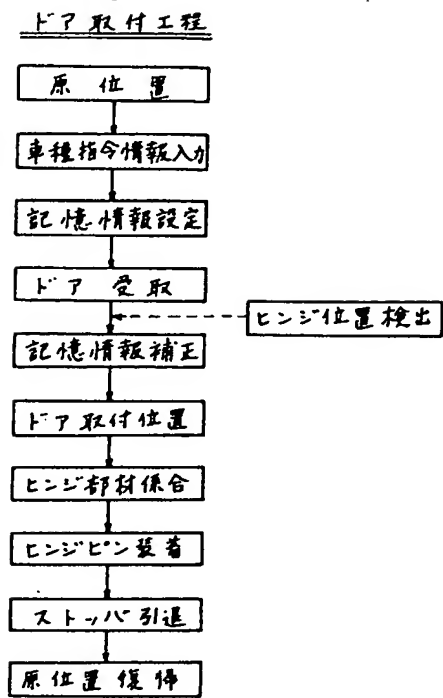 ドア取付工程
原位置
車種指令情報入力
記憶情報設定
ドア受取
ヒンジ位置検出
記憶情報補正
ドア取付位置
ヒンジ部材係合
ヒンジピン装着
ストッパ引退
原位置復帰